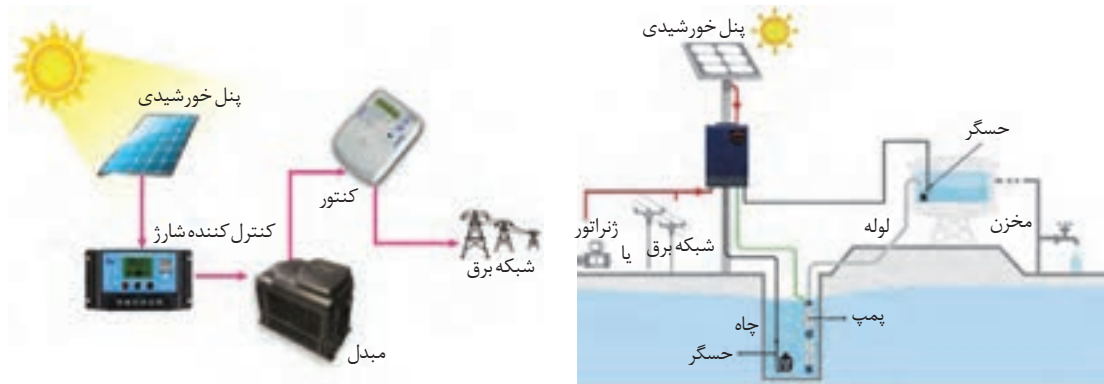 پنل خورشیدی
کنتور
کنترل کننده شارژ
شبکه برق
مبدل
پنل خورشیدی
حسگر
ژنراتور
یا
شبکه برق
لوله
مخزن
چاه
پمپ
حسگر